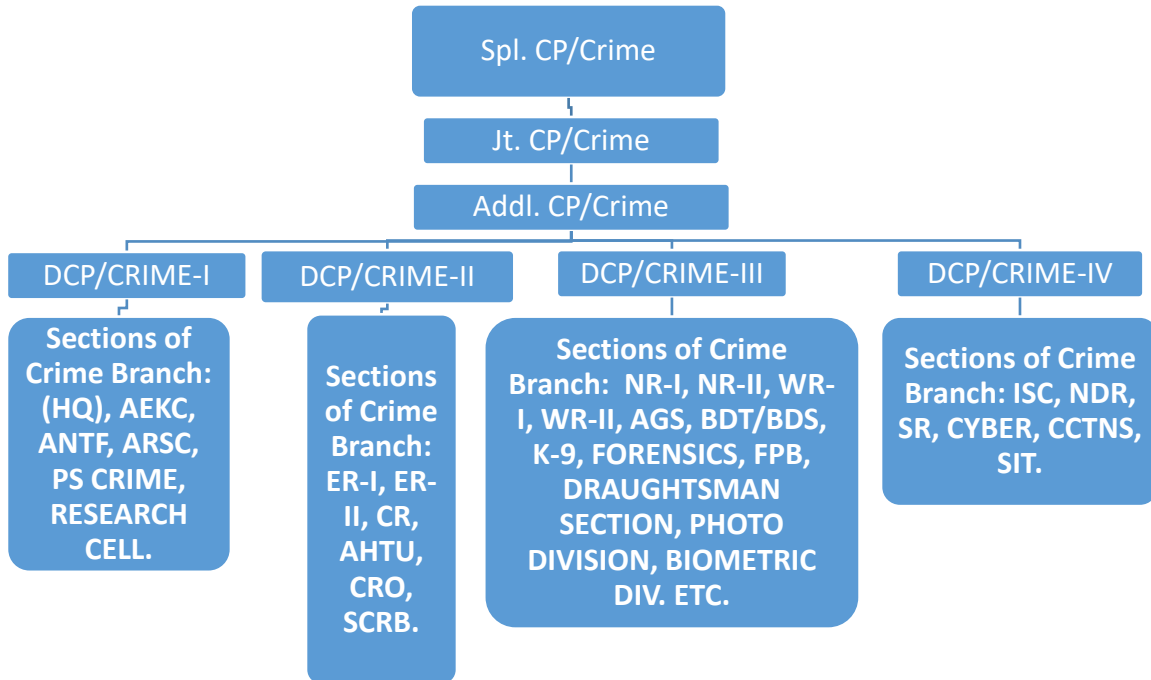 Spl. CP/Crime
Jt. CP/Crime
Addl. CP/Crime
DCP/CRIME-I
Sections of
Crime Branch:
(HQ), AEKC,
ANTF, ARSC,
PS CRIME,
RESEARCH
CELL.
DCP/CRIME-II
Sections
of Crime
Branch:
ER-I, ER-
II, CR,
AHTU,
CRO,
SCRB.
DCP/CRIME-III
Sections of Crime
Branch: NR-I, NR-II, WR-
I, WR-II, AGS, BDT/BDS,
K-9, FORENSICS, FPB,
DRAUGHTSMAN
SECTION, PHOTO
DIVISION, BIOMETRIC
DIV. ETC.
DCP/CRIME-IV
Sections of Crime
Branch: ISC, NDR,
SR, CYBER, CCTNS,
SIT.